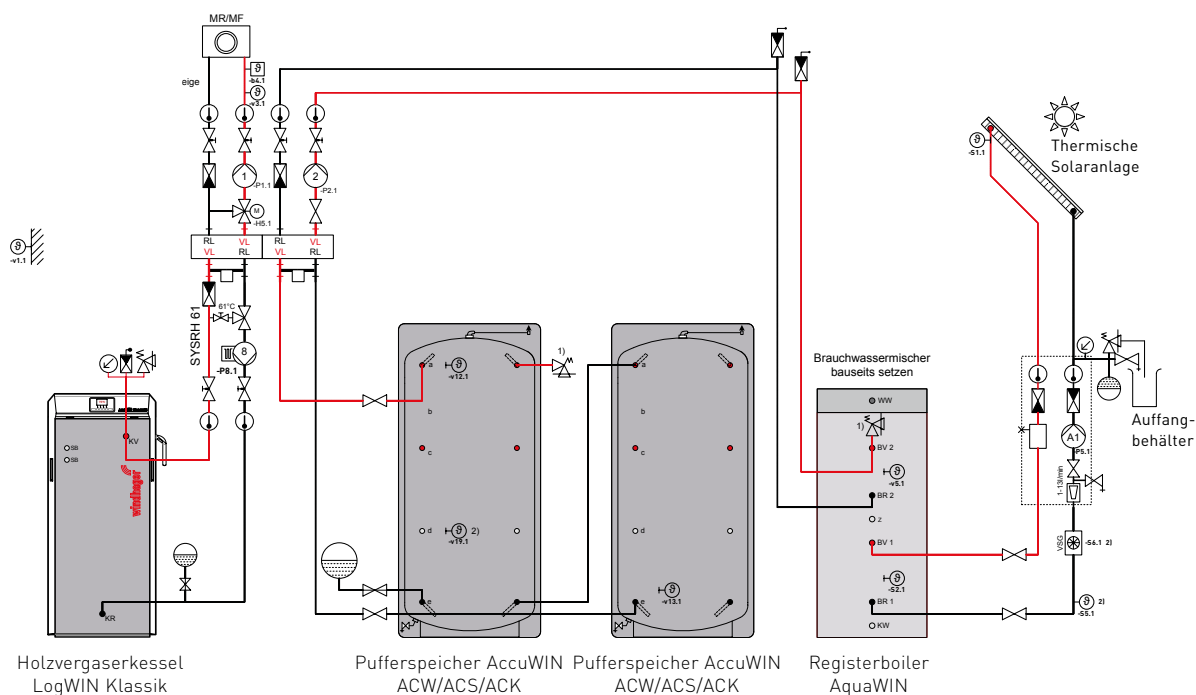 MR/MF
ϑ
-b4.1
eige
ϑ
-v3.1
1
-P1.1
2
-P2.1
M
-H5.1
RL
VL
RL
VL
VL
RL
VL
RL
ϑ
-v1.1
SYSRH 61
61°C
8
-P8.1
KV
SB
SB
windhager
KR
Holzvergaserkessel
LogWIN Klassik
a
ϑ
-v12.1
1)
b
c
d
ϑ
2)
-v19.1
e
Pufferspeicher AccuWIN
ACW/ACS/ACK
a
b
c
d
ϑ
-v13.1
e
Pufferspeicher AccuWIN
ACW/ACS/ACK
Brauchwassermischer
bauseits setzen
WW
1)
BV 2
ϑ
-v5.1
BR 2
Z
BV 1
ϑ
-S2.1
BR 1
KW
Registerboiler
AquaWIN
ϑ
-S1.1
Thermische
Solaranlage
A1
-P5.1
1-13l/min
VSG
-S6.1 2)
ϑ
2)
-S5.1
Auffang-
behälter